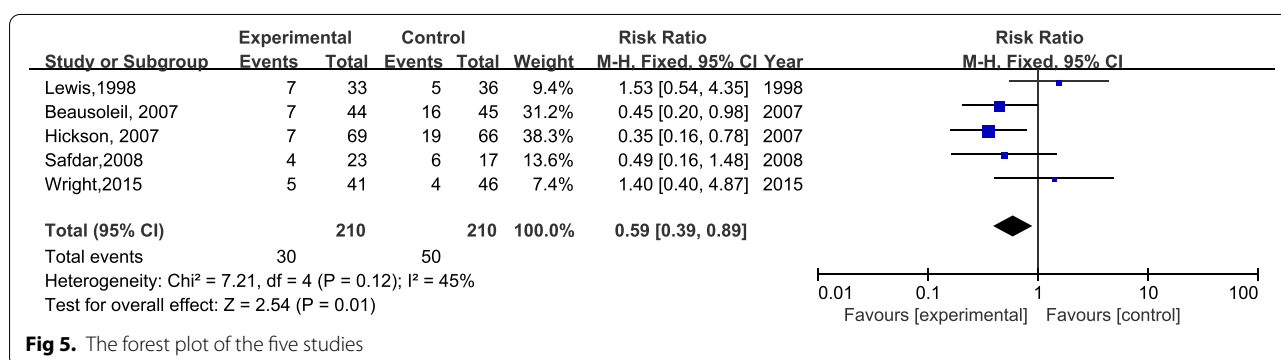 Experimental Control Risk Ratio Risk Ratio
Study or Subgroup Events Total Events Total Weight M-H, Fixed, 95% CI Year M-H, Fixed, 95% CI
Lewis,1998 7 33 5 36 9.4% 1.53 [0.54, 4.35] 1998
Beausoleil, 2007 7 44 16 45 31.2% 0.45 [0.20, 0.98] 2007
Hickson, 2007 7 69 19 66 38.3% 0.35 [0.16, 0.78] 2007
Safdar,2008 4 23 6 17 13.6% 0.49 [0.16, 1.48] 2008
Wright,2015 5 41 4 46 7.4% 1.40 [0.40, 4.87] 2015
Total (95% CI) 210 210 100.0% 0.59 [0.39, 0.89]
Total events 30 50
Heterogeneity: Chi² = 7.21, df = 4 (P = 0.12); I² = 45%
Test for overall effect: Z = 2.54 (P = 0.01)
0.01 0.1 1 10 100
Favours [experimental] Favours [control]
Fig 5. The forest plot of the five studies